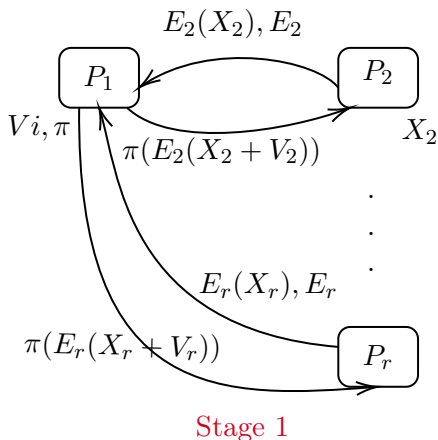 E_2(X_2), E_2
P_1
P_2
Vi, π
X_2
π(E_2(X_2 + V_2))
.
.
.
E_r(X_r), E_r
π(E_r(X_r + V_r))
P_r
Stage 1